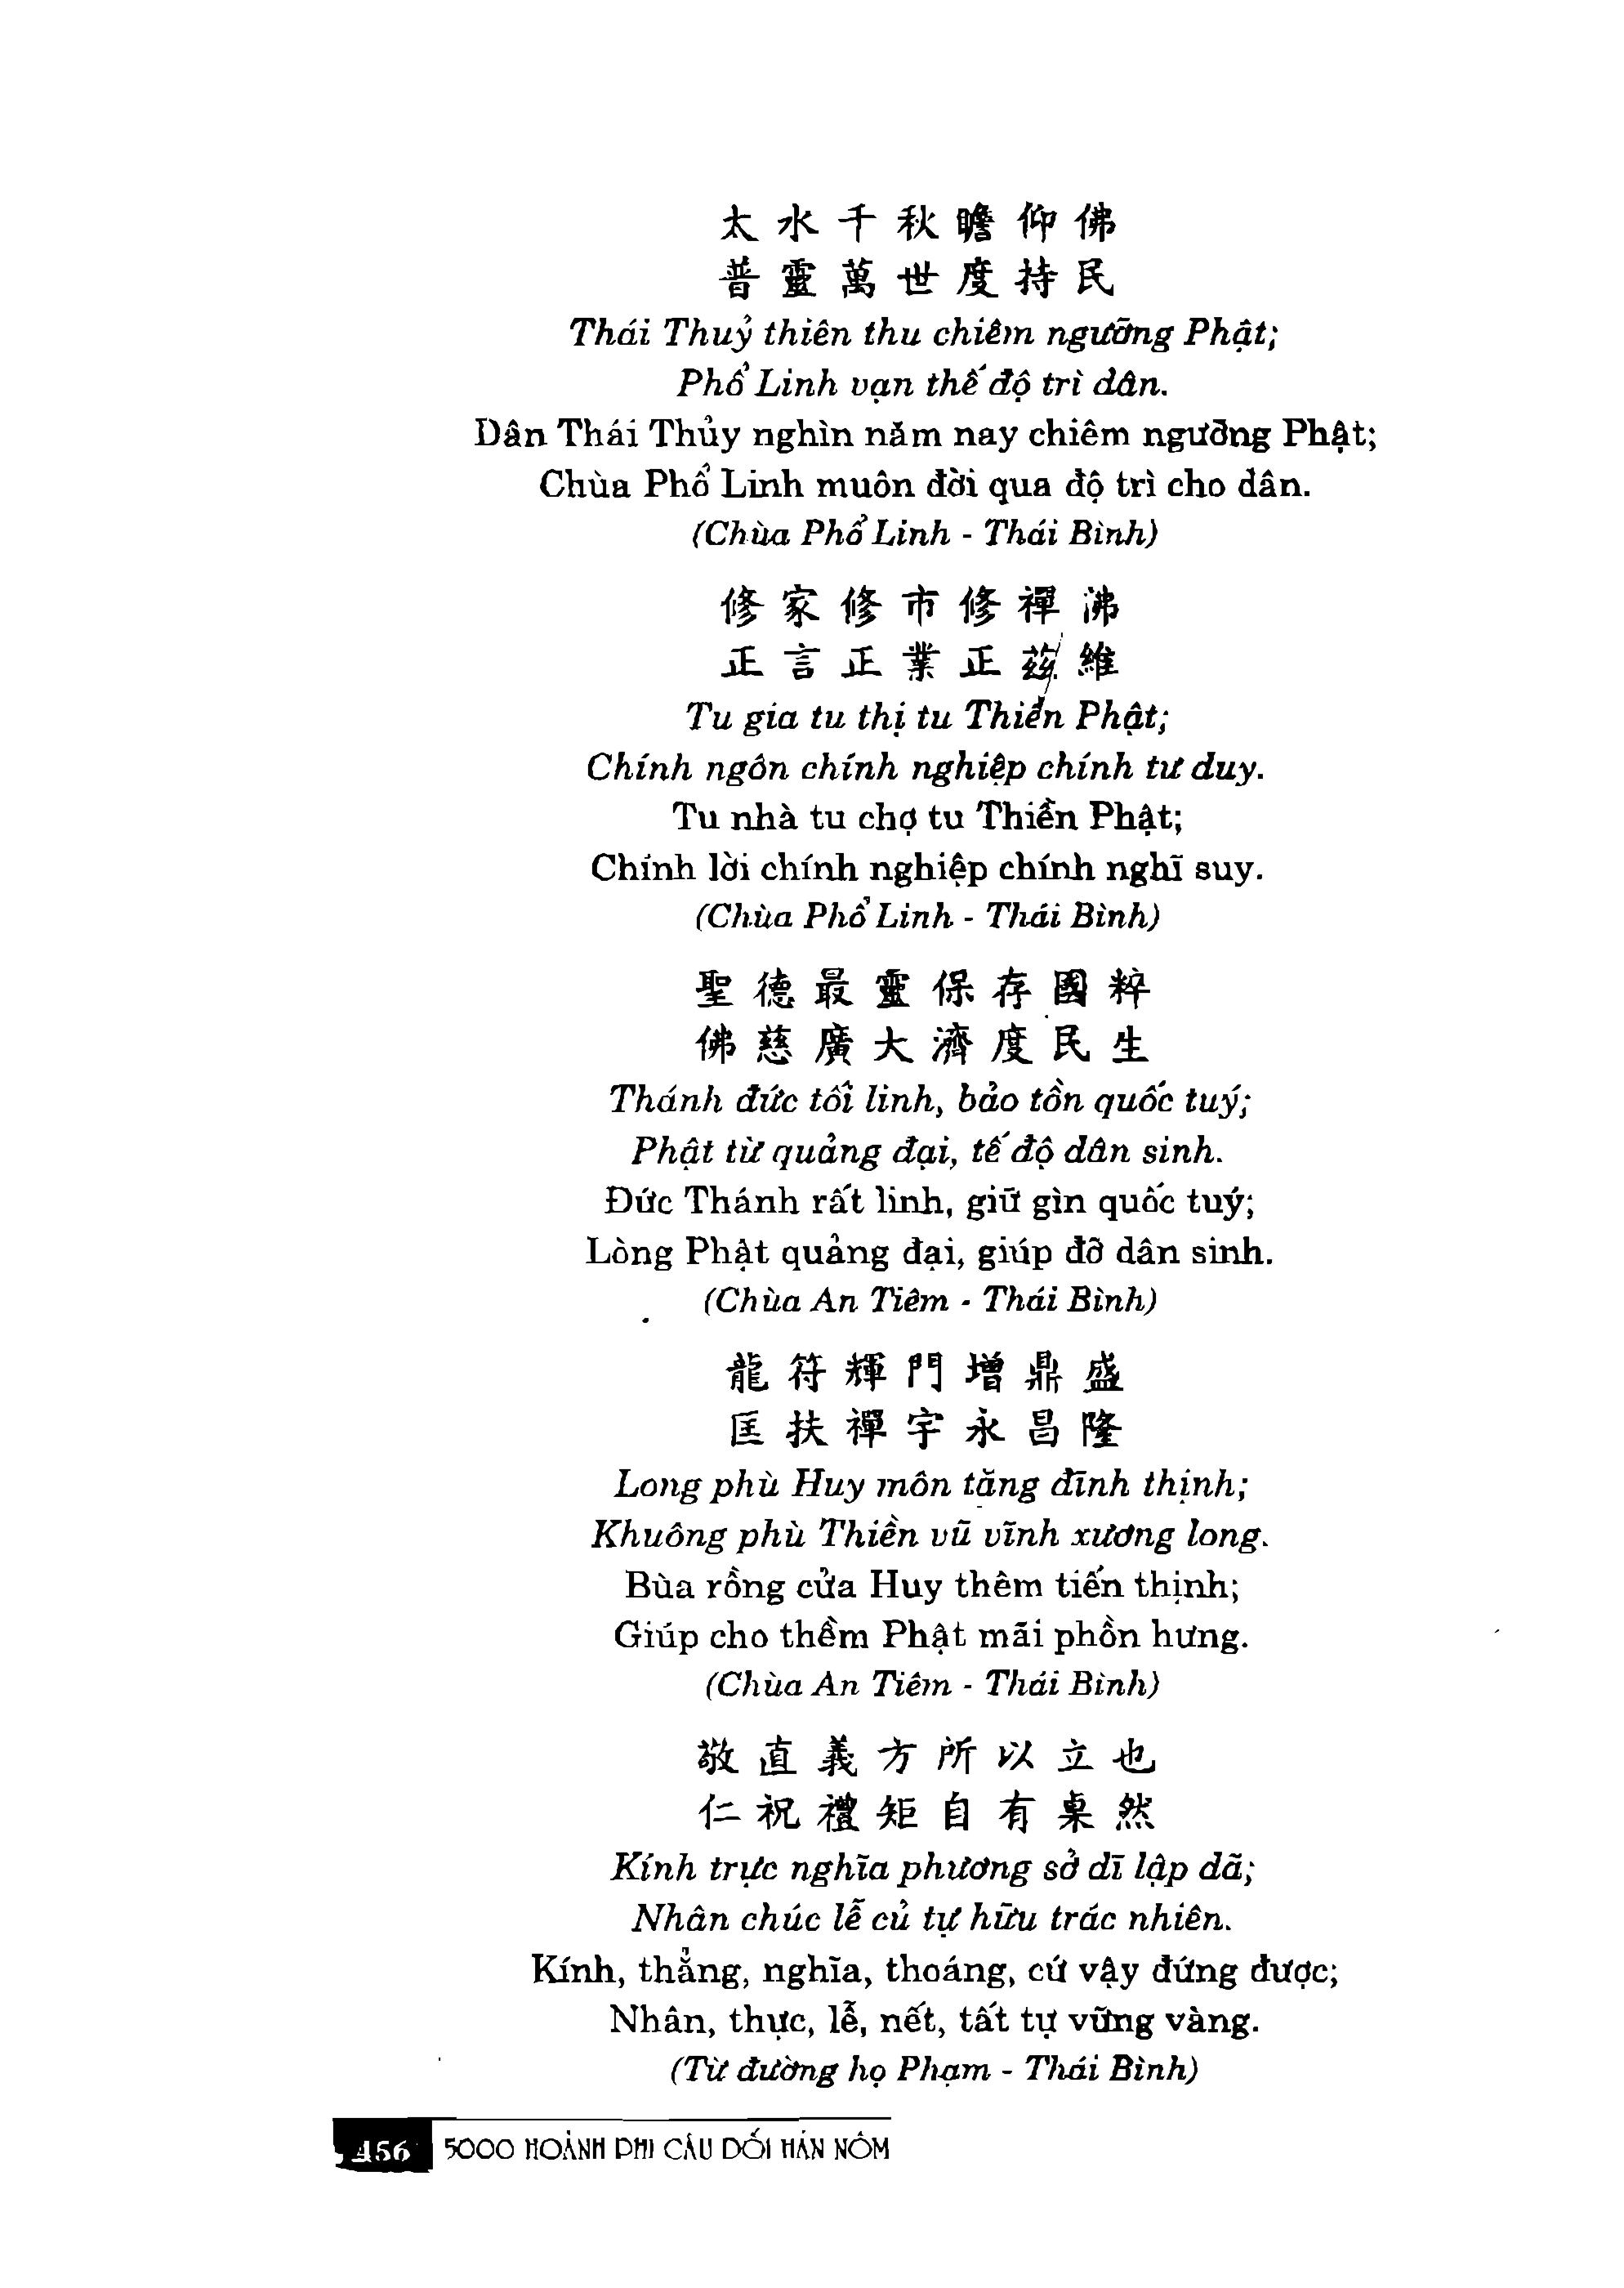 太水千秋瞻仰佛
普靈萬世度持民
Thái Thuỷ thiên thu chiêm ngưỡng Phật;
Phổ Linh vạn thế độ trì dân.
Dân Thái Thủy nghìn năm nay chiêm ngưỡng Phật;
Chùa Phổ Linh muôn đời qua độ trì cho dân.
(Chùa Phổ Linh - Thái Bình)
修家修市修禪沸
正言正業正茲維
Tu gia tu thị tu Thiền Phật;
Chính ngôn chính nghiệp chính tư duy.
Tu nhà tu chợ tu Thiền Phật;
Chính lời chính nghiệp chính nghĩ suy.
(Chùa Phổ Linh - Thái Bình)
聖德最靈保存國粹
佛慈廣大濟度民生
Thánh đức tối linh, bảo tồn quốc tuý;
Phật từ quảng đại, tế độ dân sinh.
Đức Thánh rất linh, giữ gìn quốc tuý;
Lòng Phật quảng đại, giúp đỡ dân sinh.
(Chùa An Tiêm - Thái Bình)
龍符輝門增鼎盛
匡扶禪宇永昌隆
Long phù Huy môn tăng đĩnh thịnh;
Khuông phù Thiền vũ vĩnh xương long.
Bùa rồng cửa Huy thêm tiến thịnh;
Giúp cho thềm Phật mãi phồn hưng.
(Chùa An Tiêm - Thái Bình)
敬直義方所以立也
仁祝禮矩自有桌然
Kính trực nghĩa phương sở dĩ lập dã;
Nhân chúc lễ củ tự hữu trác nhiên.
Kính, thẳng, nghĩa, thoáng, cứ vậy đứng được;
Nhân, thực, lễ, nết, tất tự vững vàng.
(Từ đường họ Phạm - Thái Bình)
456 5000 HOÀNH PHI CÂU ĐỐI HÁN NÔM